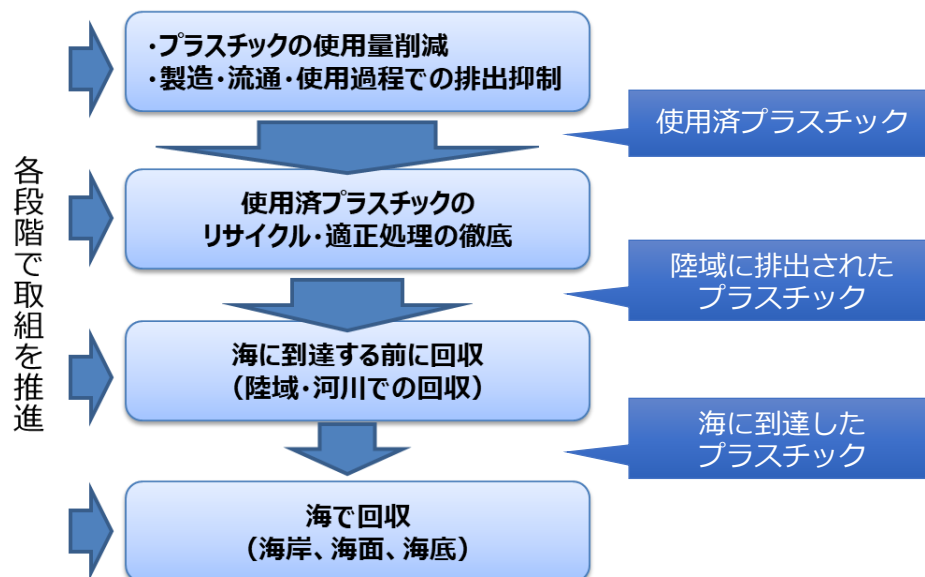 各段階で取組を推進
・プラスチックの使用量削減
・製造・流通・使用過程での排出抑制
使用済プラスチック
使用済プラスチックの
リサイクル・適正処理の徹底
陸域に排出された
プラスチック
海に到達する前に回収
（陸域・河川での回収）
海に到達した
プラスチック
海で回収
（海岸、海面、海底）